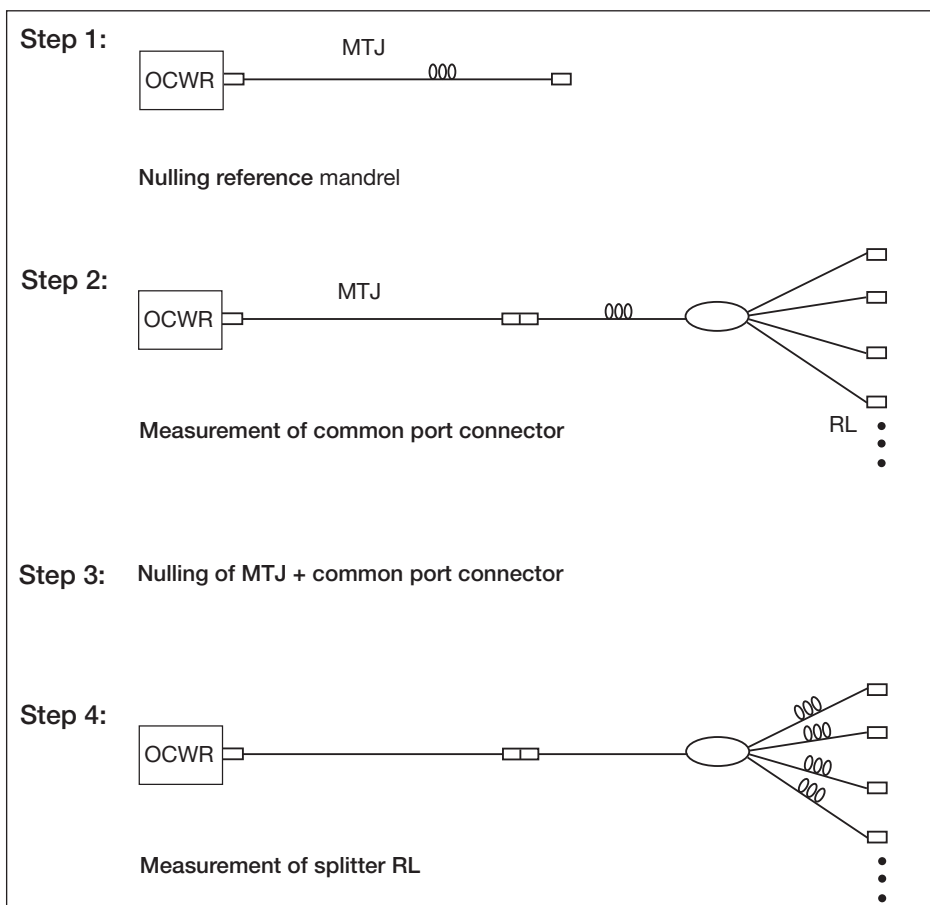 Step 1:
MTJ
OCWR
Nulling reference mandrel
Step 2:
MTJ
OCWR
RL
Measurement of common port connector
Step 3: Nulling of MTJ + common port connector
Step 4:
OCWR
Measurement of splitter RL